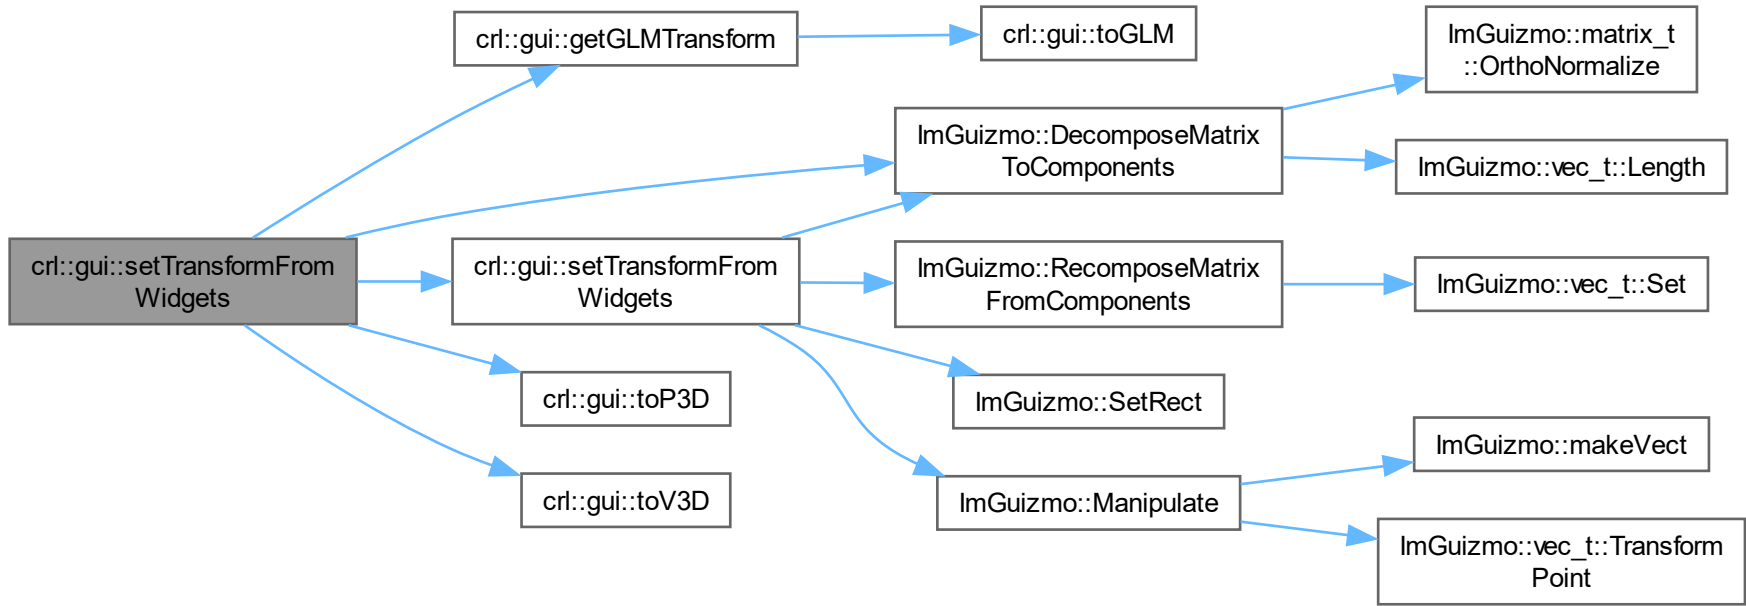 crl::gui::setTransformFrom
Widgets
crl::gui::getGLMTransform
crl::gui::toGLM
ImGuizmo::DecomposeMatrix
ToComponents
ImGuizmo::matrix_t
::OrthoNormalize
ImGuizmo::vec_t::Length
crl::gui::setTransformFrom
Widgets
ImGuizmo::RecomposeMatrix
FromComponents
ImGuizmo::vec_t::Set
ImGuizmo::SetRect
ImGuizmo::Manipulate
ImGuizmo::makeVect
ImGuizmo::vec_t::Transform
Point
crl::gui::toP3D
crl::gui::toV3D